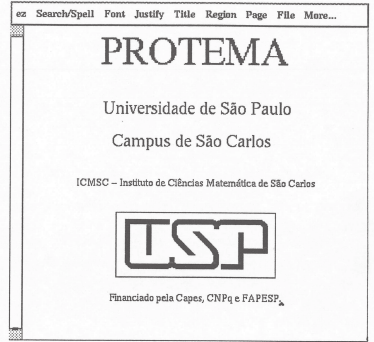 ez Search/Spell Font Justify Title Region Page File More...
PROTEMA
Universidade de São Paulo
Campus de São Carlos
ICMSC – Instituto de Ciências Matemática de São Carlos
USP
Financiado pela Capes, CNPq e FAPESP.